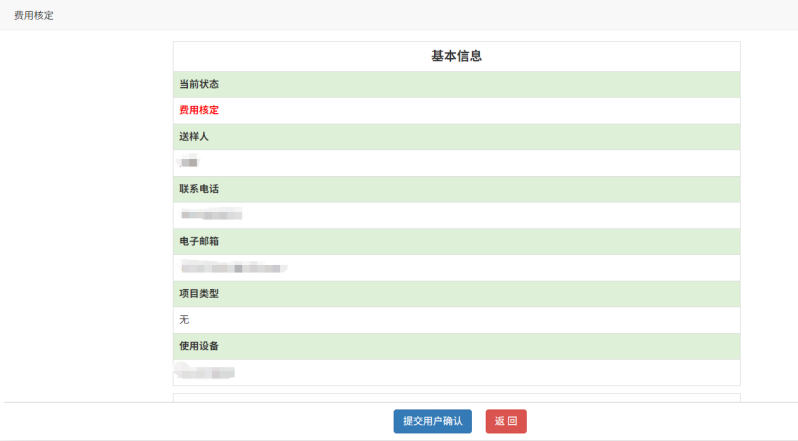 费用核定
基本信息
当前状态
费用核定
送样人
联系电话
电子邮箱
项目类型
无
使用设备
提交用户确认
返 回